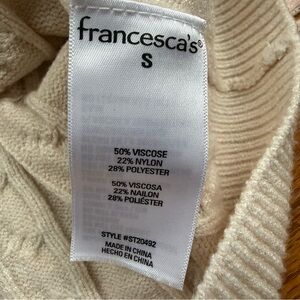 francesca's®
S
50% VISCOSE
22% NYLON
28% POLYESTER
50% VISCOSA
22% NAILON
28% POLIÉSTER
STYLE #ST20492
MADE IN CHINA
HECHO EN CHINA